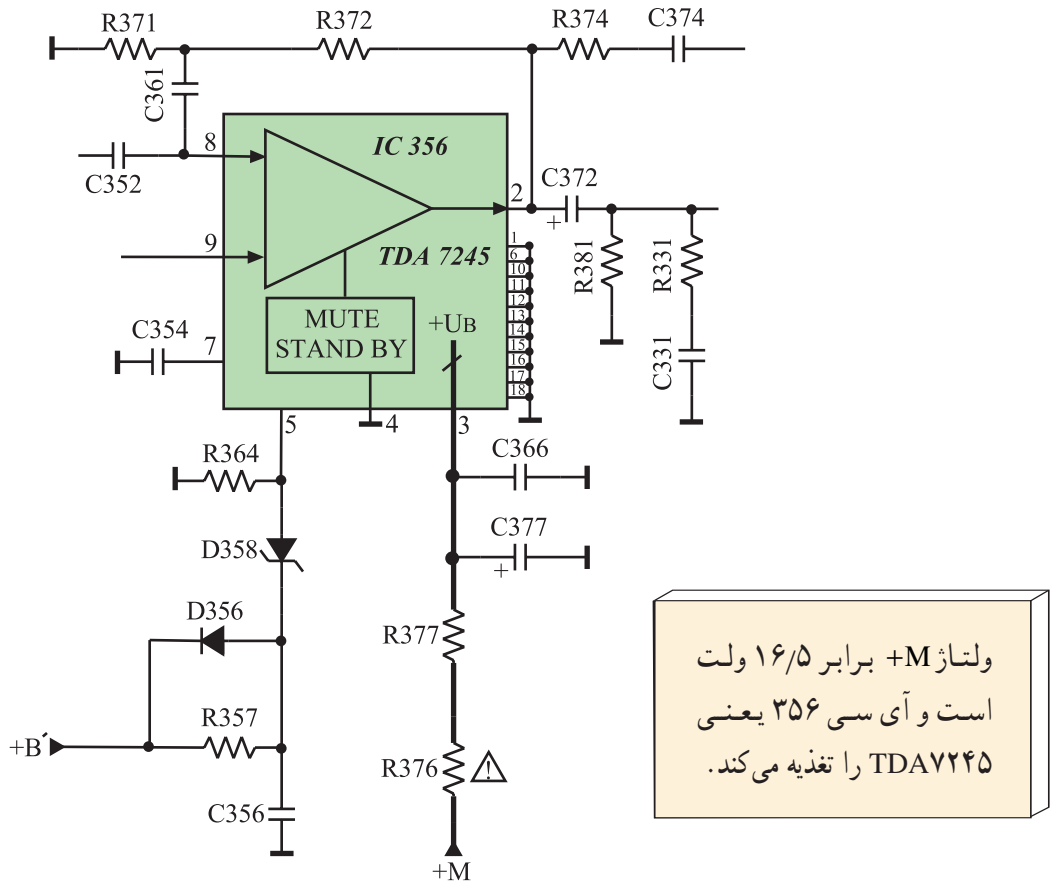 R371
R372
R374
C374
C361
8
IC 356
C352
2
C372
+
9
TDA 7245
1
6
10
11
12
13
14
15
16
17
18
R381
R331
C331
MUTE
STAND BY
+UB
C354
7
5
4
3
R364
C366
D358
C377
+
D356
R377
R357
+B′
R376
!
C356
+M
ولتاژ M+ برابر ۱۶/۵ ولت
است و آی سی ۳۵۶ یعنی
TDA۷۲۴۵ را تغذیه می‌کند.